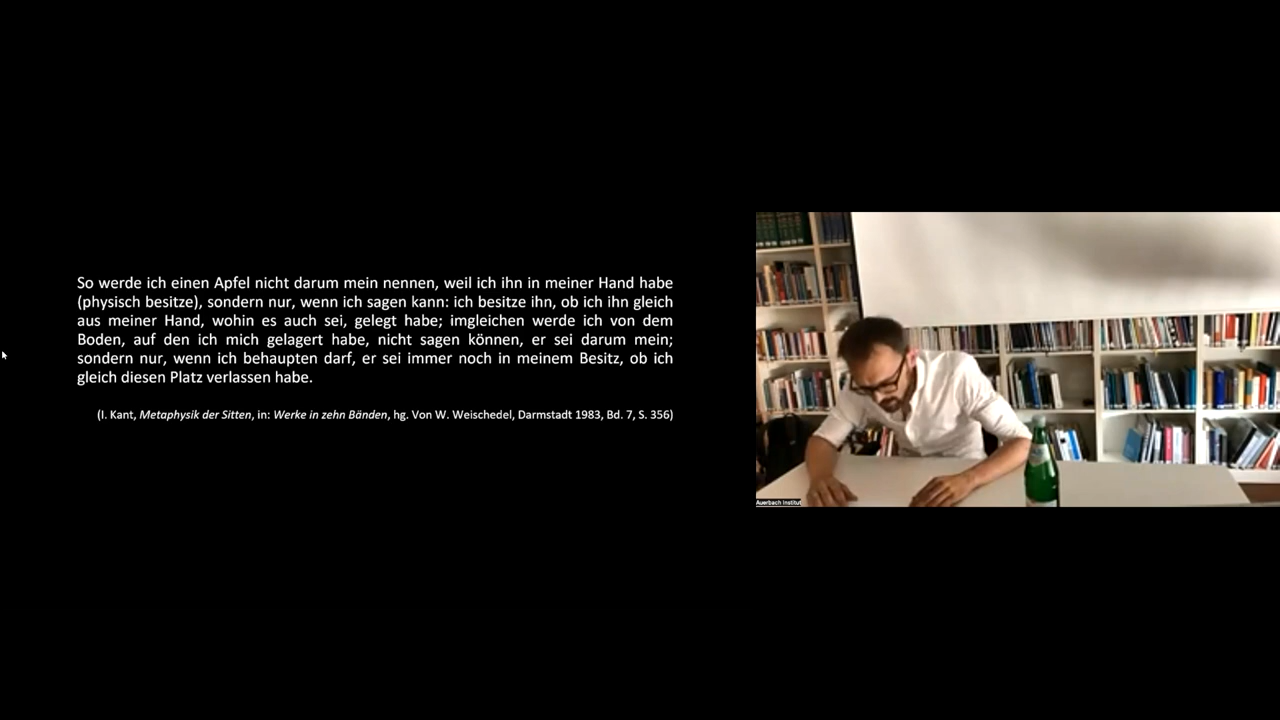 So werde ich einen Apfel nicht darum mein nennen, weil ich ihn in meiner Hand habe
(physisch besitze), sondern nur, wenn ich sagen kann: ich besitze ihn, ob ich ihn gleich
aus meiner Hand, wohin es auch sei, gelegt habe; imgleichen werde ich von dem
Boden, auf den ich mich gelagert habe, nicht sagen können, er sei darum mein;
sondern nur, wenn ich behaupten darf, er sei immer noch in meinem Besitz, ob ich
gleich diesen Platz verlassen habe.
(I. Kant, Metaphysik der Sitten, in: Werke in zehn Bänden, hg. Von W. Weischedel, Darmstadt 1983, Bd. 7, S. 356)
Auerbach Institut